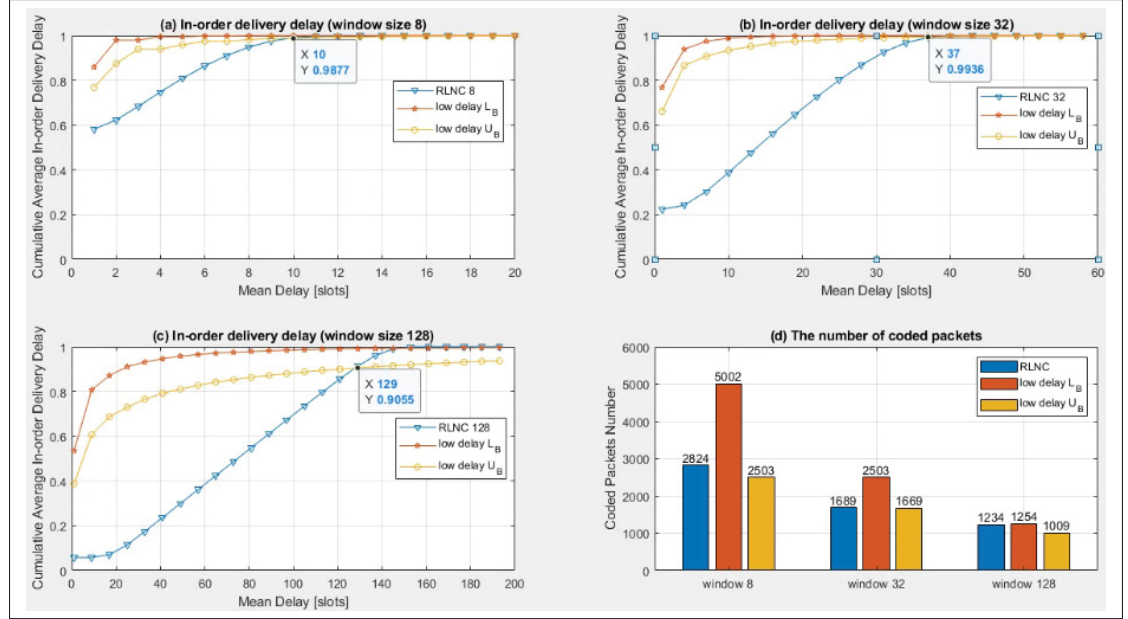 (a) In-order delivery delay (window size 8)
Cumulative Average In-order Delivery Delay
1
0.8
0.6
0.4
0.2
0
X 10
Y 0.9877
RLNC 8
low delay L_B
low delay U_B
0 2 4 6 8 10 12 14 16 18 20
Mean Delay [slots]
(b) In-order delivery delay (window size 32)
Cumulative Average In-order Delivery Delay
1
0.8
0.6
0.4
0.2
0
X 37
Y 0.9936
RLNC 32
low delay L_B
low delay U_B
0 10 20 30 40 50 60
Mean Delay [slots]
(c) In-order delivery delay (window size 128)
Cumulative Average In-order Delivery Delay
1
0.8
0.6
0.4
0.2
0
X 129
Y 0.9055
RLNC 128
low delay L_B
low delay U_B
0 20 40 60 80 100 120 140 160 180 200
Mean Delay [slots]
(d) The number of coded packets
Coded Packets Number
6000
5000
4000
3000
2000
1000
0
RLNC
low delay L_B
low delay U_B
2824 5002 2503
1689 2503 1669
1234 1254 1009
window 8 window 32 window 128